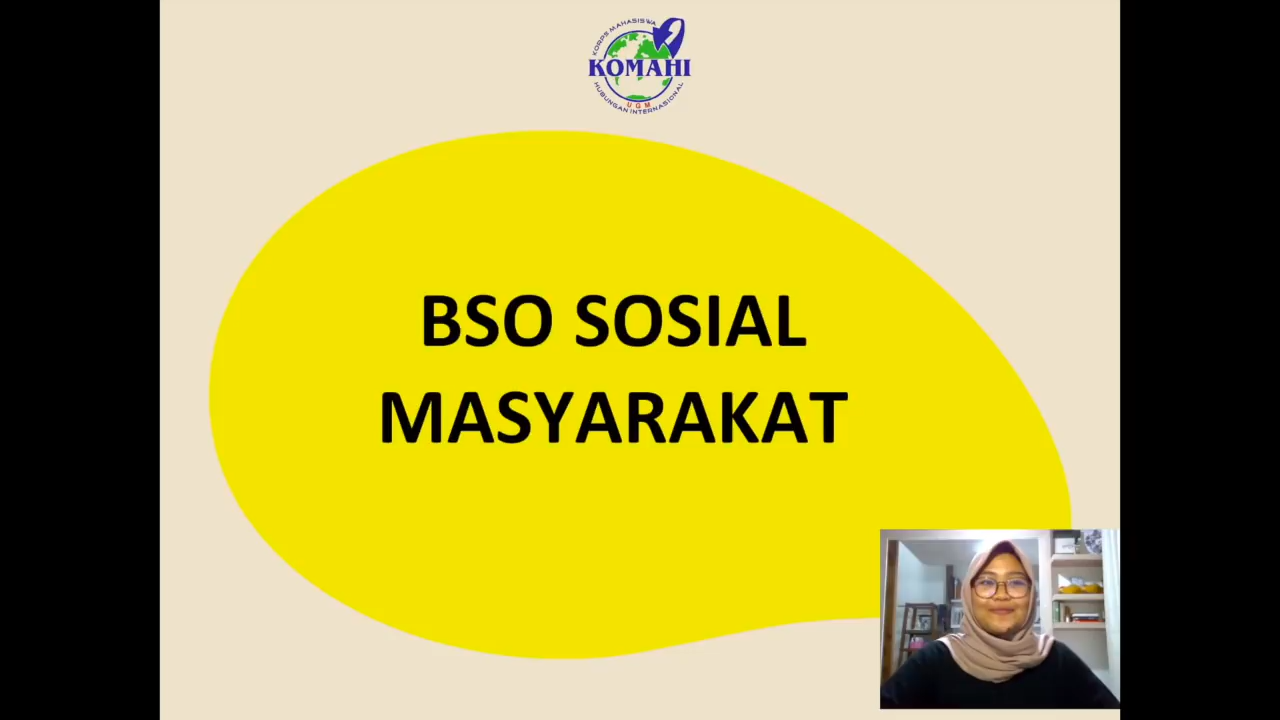 KORPS MAHASISWA
KOMAHI
HUBUNGAN INTERNASIONAL
UGM
BSO SOSIAL
MASYARAKAT